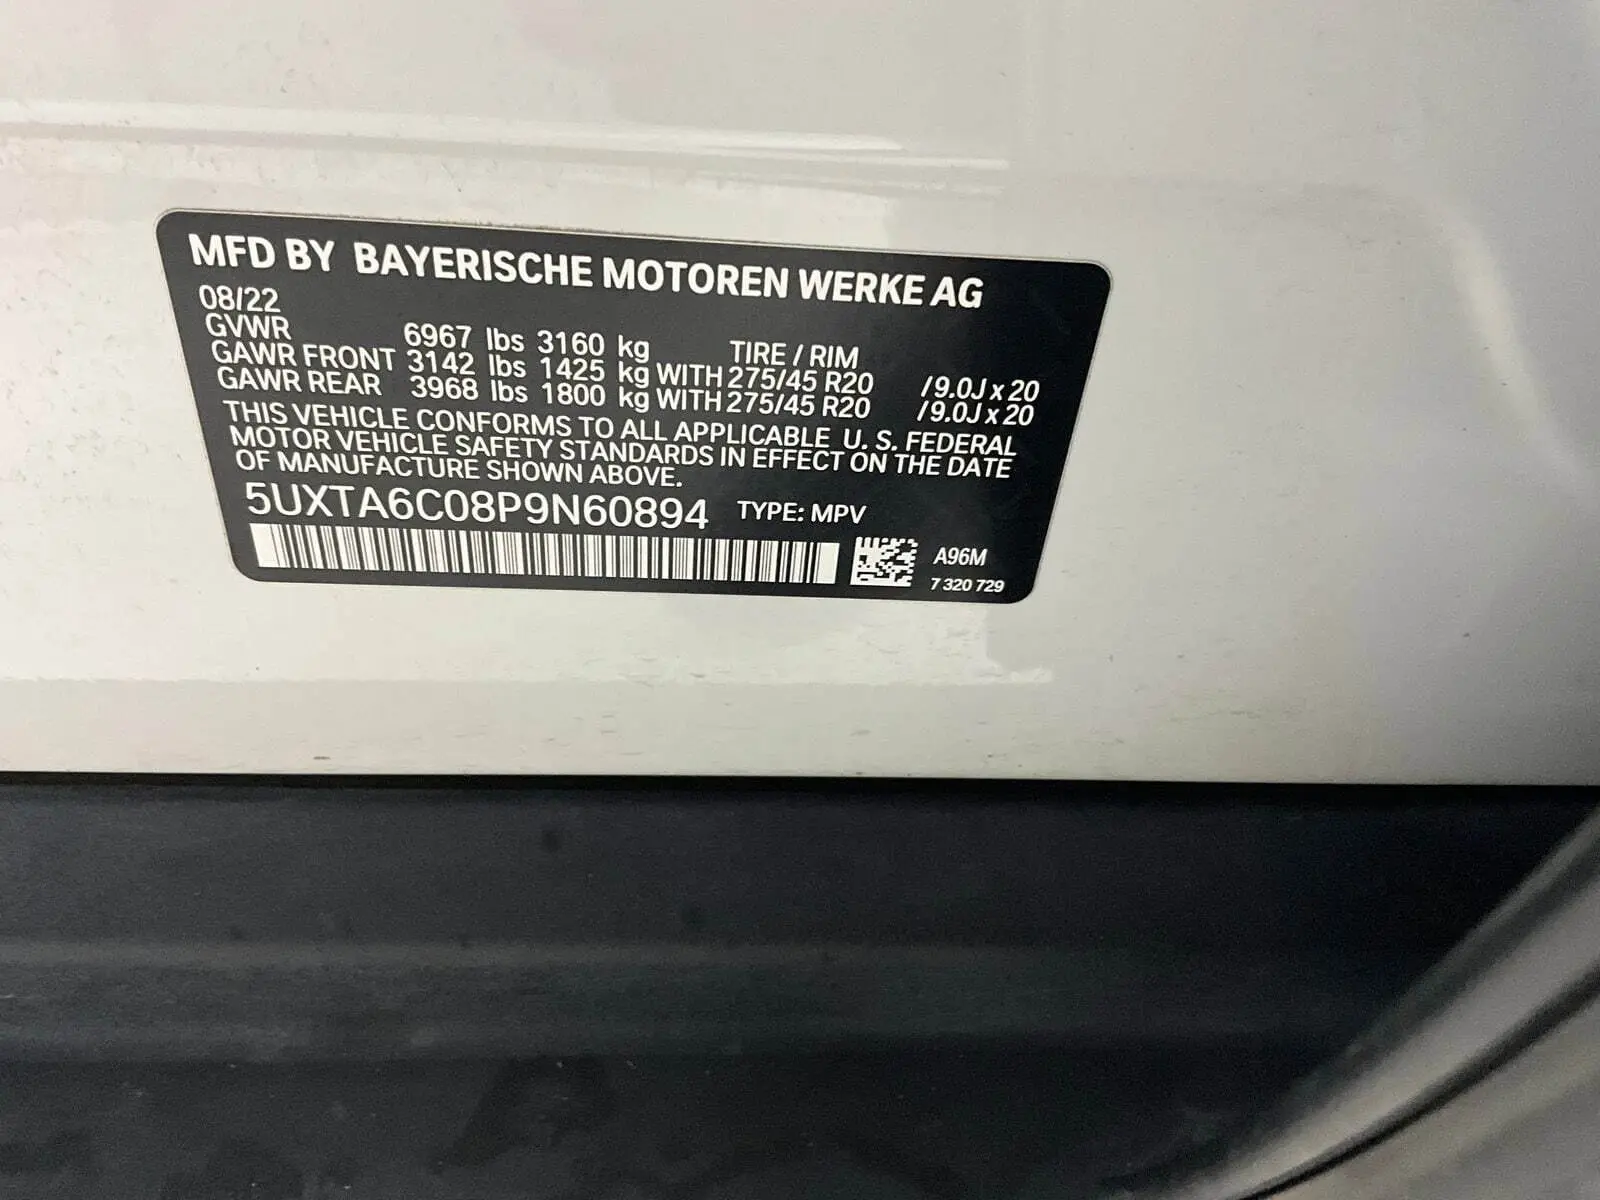 MFD BY BAYERISCHE MOTOREN WERKE AG
08/22
GVWR 6967 lbs 3160 kg TIRE / RIM
GAWR FRONT 3142 lbs 1425 kg WITH 275/45 R20 / 9.0J x 20
GAWR REAR 3968 lbs 1800 kg WITH 275/45 R20 / 9.0J x 20
THIS VEHICLE CONFORMS TO ALL APPLICABLE U. S. FEDERAL
MOTOR VEHICLE SAFETY STANDARDS IN EFFECT ON THE DATE
OF MANUFACTURE SHOWN ABOVE.
5UXTA6C08P9N60894 TYPE: MPV
A96M
7 320 729